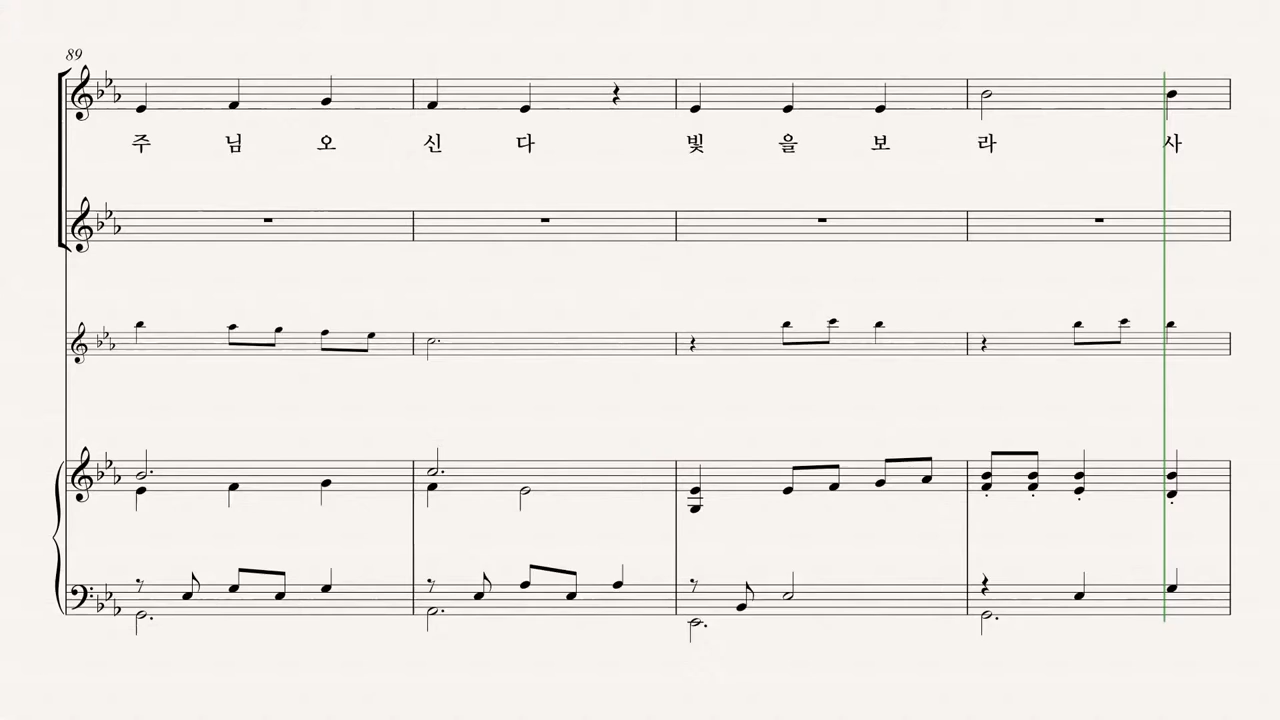 89
주 님 오 신 다 빛 을 보 라 사